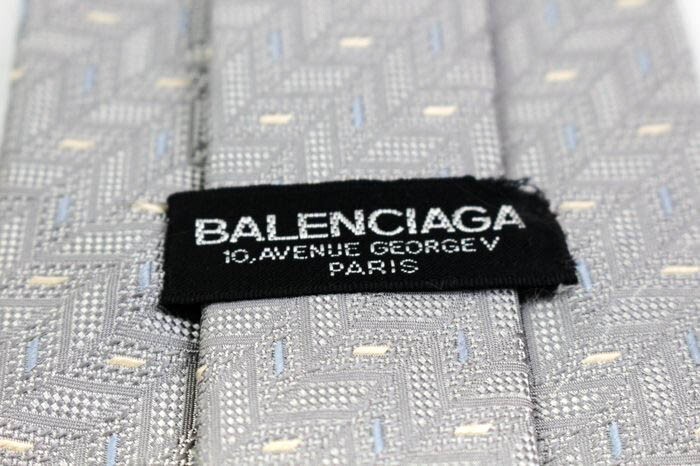 BALENCIAGA
10, AVENUE GEORGE V
PARIS